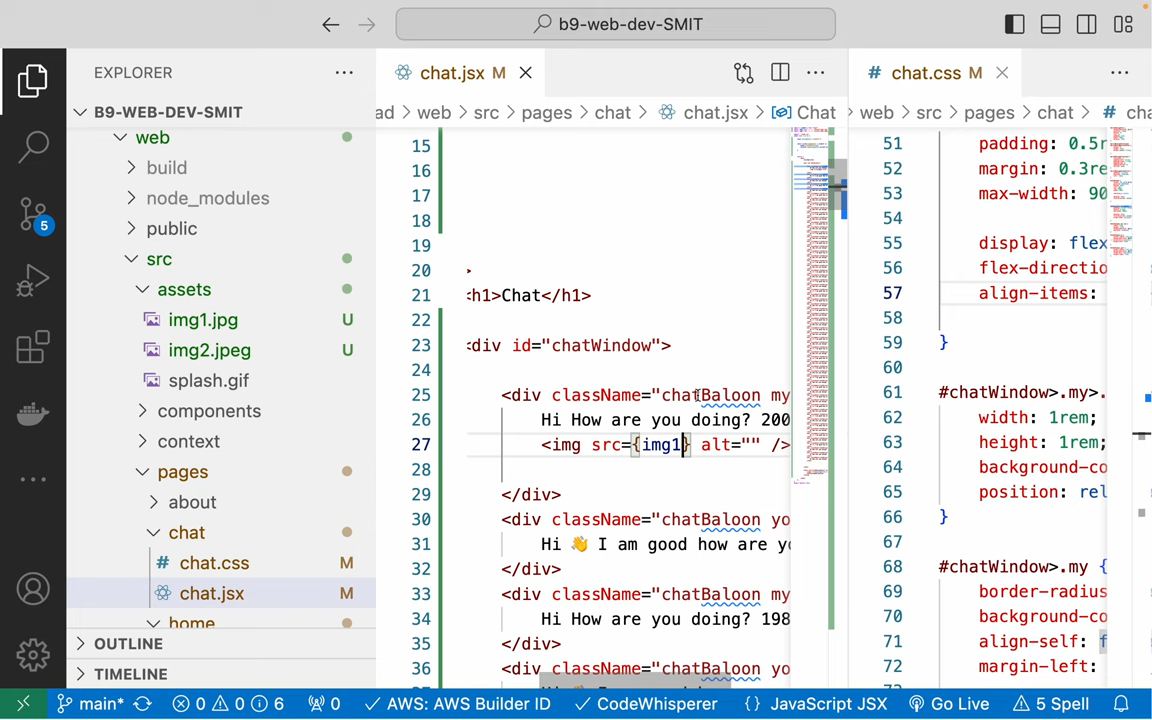 b9-web-dev-SMIT
EXPLORER
B9-WEB-DEV-SMIT
web
build
node_modules
public
src
assets
img1.jpg U
img2.jpeg U
splash.gif
components
context
pages
about
chat
chat.css M
chat.jsx M
home
OUTLINE
TIMELINE
5
chat.jsx M
ad > web > src > pages > chat > chat.jsx > Chat
15
16
17
18
19
20 >
21 <h1>Chat</h1>
22
23 <div id="chatWindow">
24
25 <div className="chatBaloon my
26 Hi How are you doing? 200
27 <img src={img1} alt="" />
28
29 </div>
30 <div className="chatBaloon yo
31 Hi 👋 I am good how are yo
32 </div>
33 <div className="chatBaloon my
34 Hi How are you doing? 198
35 </div>
36 <div className="chatBaloon yo
# chat.css M
> web > src > pages > chat > # ch
51 padding: 0.5r
52 margin: 0.3re
53 max-width: 90
54
55 display: flex
56 flex-directio
57 align-items:
58
59 }
60
61 #chatWindow>.my>.
62 width: 1rem;
63 height: 1rem;
64 background-co
65 position: rel
66 }
67
68 #chatWindow>.my {
69 border-radius
70 background-co
71 align-self: f
72 margin-left:
main* 0 0 6 0 AWS: AWS Builder ID CodeWhisperer {} JavaScript JSX Go Live 5 Spell